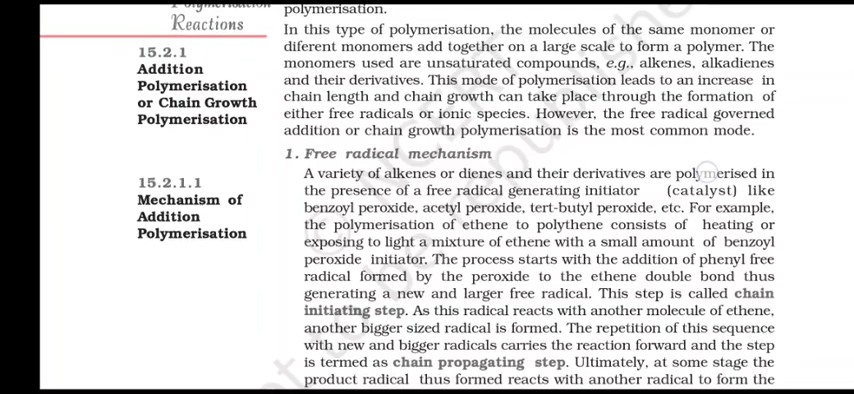 polymerisation.
Reactions
In this type of polymerisation, the molecules of the same monomer or
diferent monomers add together on a large scale to form a polymer. The
monomers used are unsaturated compounds, e.g., alkenes, alkadienes
and their derivatives. This mode of polymerisation leads to an increase in
chain length and chain growth can take place through the formation of
either free radicals or ionic species. However, the free radical governed
addition or chain growth polymerisation is the most common mode.
15.2.1
Addition
Polymerisation
or Chain Growth
Polymerisation
1. Free radical mechanism
15.2.1.1
Mechanism of
Addition
Polymerisation
A variety of alkenes or dienes and their derivatives are polymerised in
the presence of a free radical generating initiator (catalyst) like
benzoyl peroxide, acetyl peroxide, tert-butyl peroxide, etc. For example,
the polymerisation of ethene to polythene consists of heating or
exposing to light a mixture of ethene with a small amount of benzoyl
peroxide initiator. The process starts with the addition of phenyl free
radical formed by the peroxide to the ethene double bond thus
generating a new and larger free radical. This step is called chain
initiating step. As this radical reacts with another molecule of ethene,
another bigger sized radical is formed. The repetition of this sequence
with new and bigger radicals carries the reaction forward and the step
is termed as chain propagating step. Ultimately, at some stage the
product radical thus formed reacts with another radical to form the